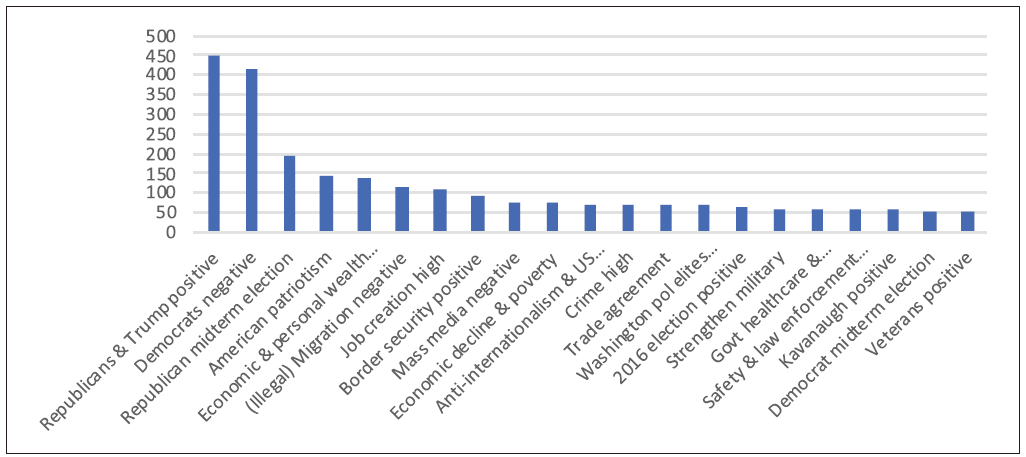 500
450
400
350
300
250
200
150
100
50
0
Republicans & Trump positive
Democrats negative
Republican midterm election
American patriotism
Economic & personal wealth...
(Illegal) Migration negative
Job creation high
Border security positive
Mass media negative
Economic decline & poverty
Anti-internationalism & US...
Crime high
Trade agreement
Washington pol elites...
2016 election positive
Strengthen military
Govt healthcare &...
Safety & law enforcement...
Kavanaugh positive
Democrat midterm election
Veterans positive